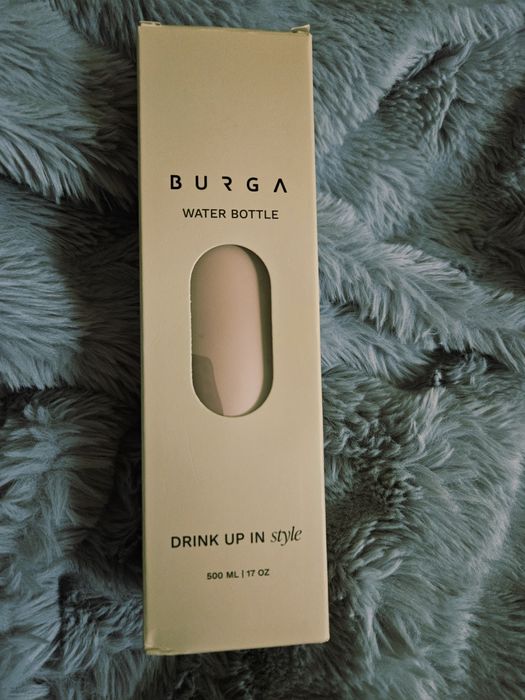 BURGA
WATER BOTTLE
DRINK UP IN style
500 ML | 17 OZ